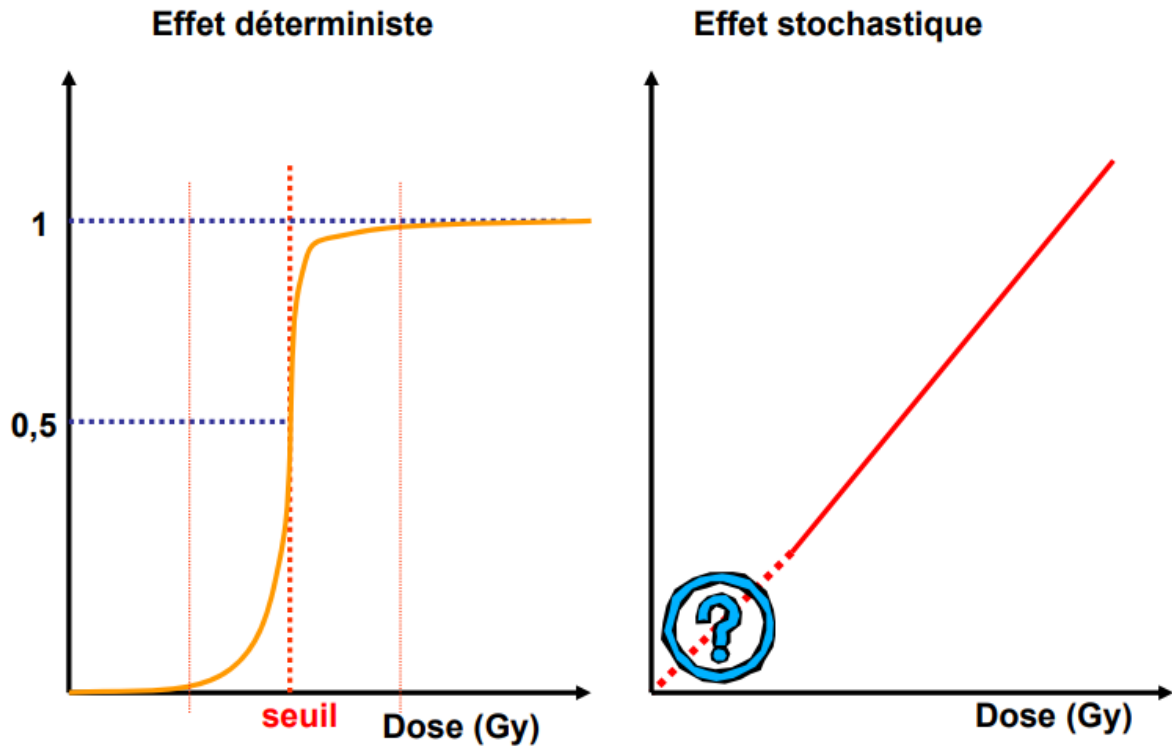 Effet déterministe
Effet stochastique
1
0,5
seuil
Dose (Gy)
?
Dose (Gy)